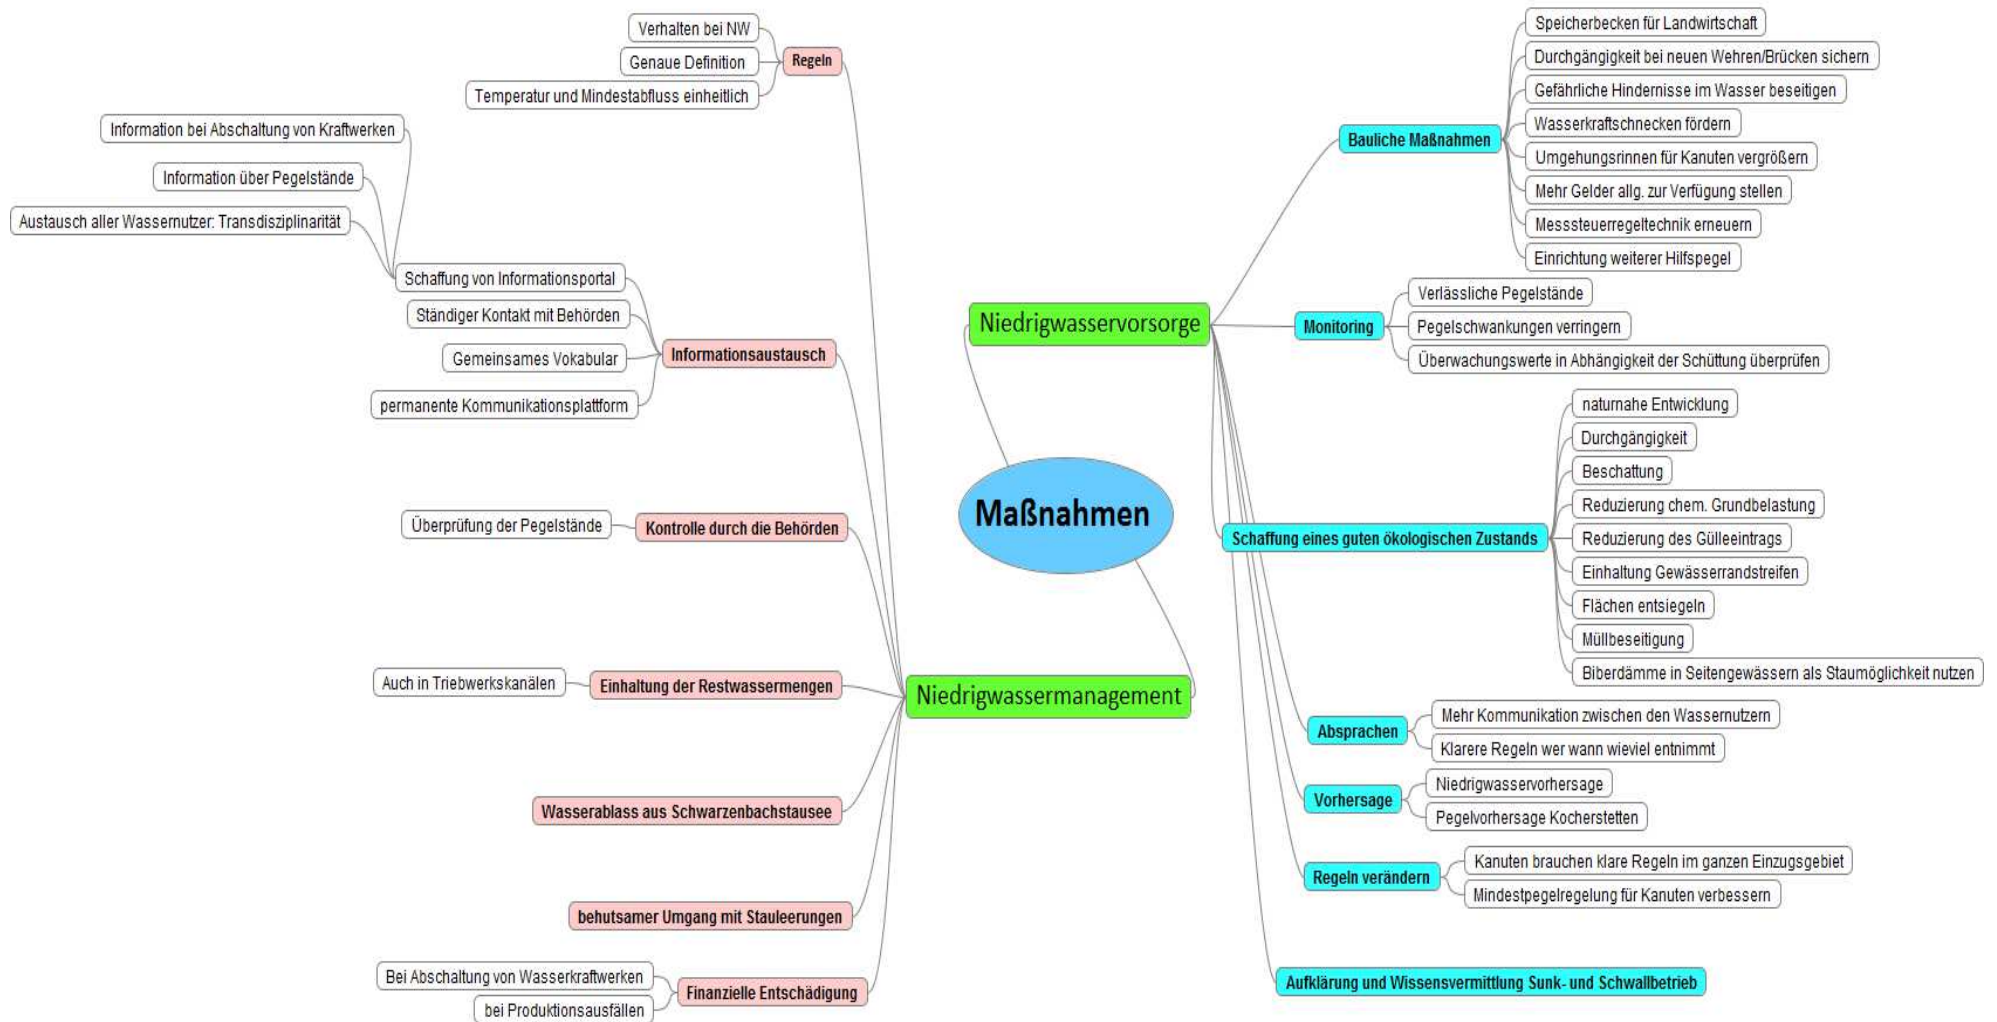 Maßnahmen
Niedrigwasservorsorge
Bauliche Maßnahmen
Speicherbecken für Landwirtschaft
Durchgängigkeit bei neuen Wehren/Brücken sichern
Gefährliche Hindernisse im Wasser beseitigen
Wasserkraftschnecken fördern
Umgehungsrinnen für Kanuten vergrößern
Mehr Gelder allg. zur Verfügung stellen
Messsteuerregeltechnik erneuern
Einrichtung weiterer Hilfspegel
Monitoring
Verlässliche Pegelstände
Pegelschwankungen verringern
Überwachungswerte in Abhängigkeit der Schüttung überprüfen
Schaffung eines guten ökologischen Zustands
naturnahe Entwicklung
Durchgängigkeit
Beschattung
Reduzierung chem. Grundbelastung
Reduzierung des Gülleeintrags
Einhaltung Gewässerrandstreifen
Flächen entsiegeln
Müllbeseitigung
Biberdämme in Seitengewässern als Staumöglichkeit nutzen
Absprachen
Mehr Kommunikation zwischen den Wassernutzern
Klarere Regeln wer wann wieviel entnimmt
Vorhersage
Niedrigwasservorhersage
Pegelvorhersage Kocherstetten
Regeln verändern
Kanuten brauchen klare Regeln im ganzen Einzugsgebiet
Mindestpegelregelung für Kanuten verbessern
Aufklärung und Wissensvermittlung Sunk- und Schwallbetrieb
Niedrigwassermanagement
Regeln
Verhalten bei NW
Genaue Definition
Temperatur und Mindestabfluss einheitlich
Informationsaustausch
Schaffung von Informationsportal
Information bei Abschaltung von Kraftwerken
Information über Pegelstände
Austausch aller Wassernutzer: Transdisziplinarität
Ständiger Kontakt mit Behörden
Gemeinsames Vokabular
permanente Kommunikationsplattform
Kontrolle durch die Behörden
Überprüfung der Pegelstände
Einhaltung der Restwassermengen
Auch in Triebwerkskanälen
Wasserablass aus Schwarzenbachstausee
behutsamer Umgang mit Stauleerungen
Finanzielle Entschädigung
Bei Abschaltung von Wasserkraftwerken
bei Produktionsausfällen